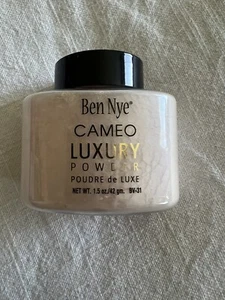 Ben Nye®
CAMEO
LUXURY
POWDER
POUDRE de LUXE
NET WT. 1.5 oz/42 gm. BV-31